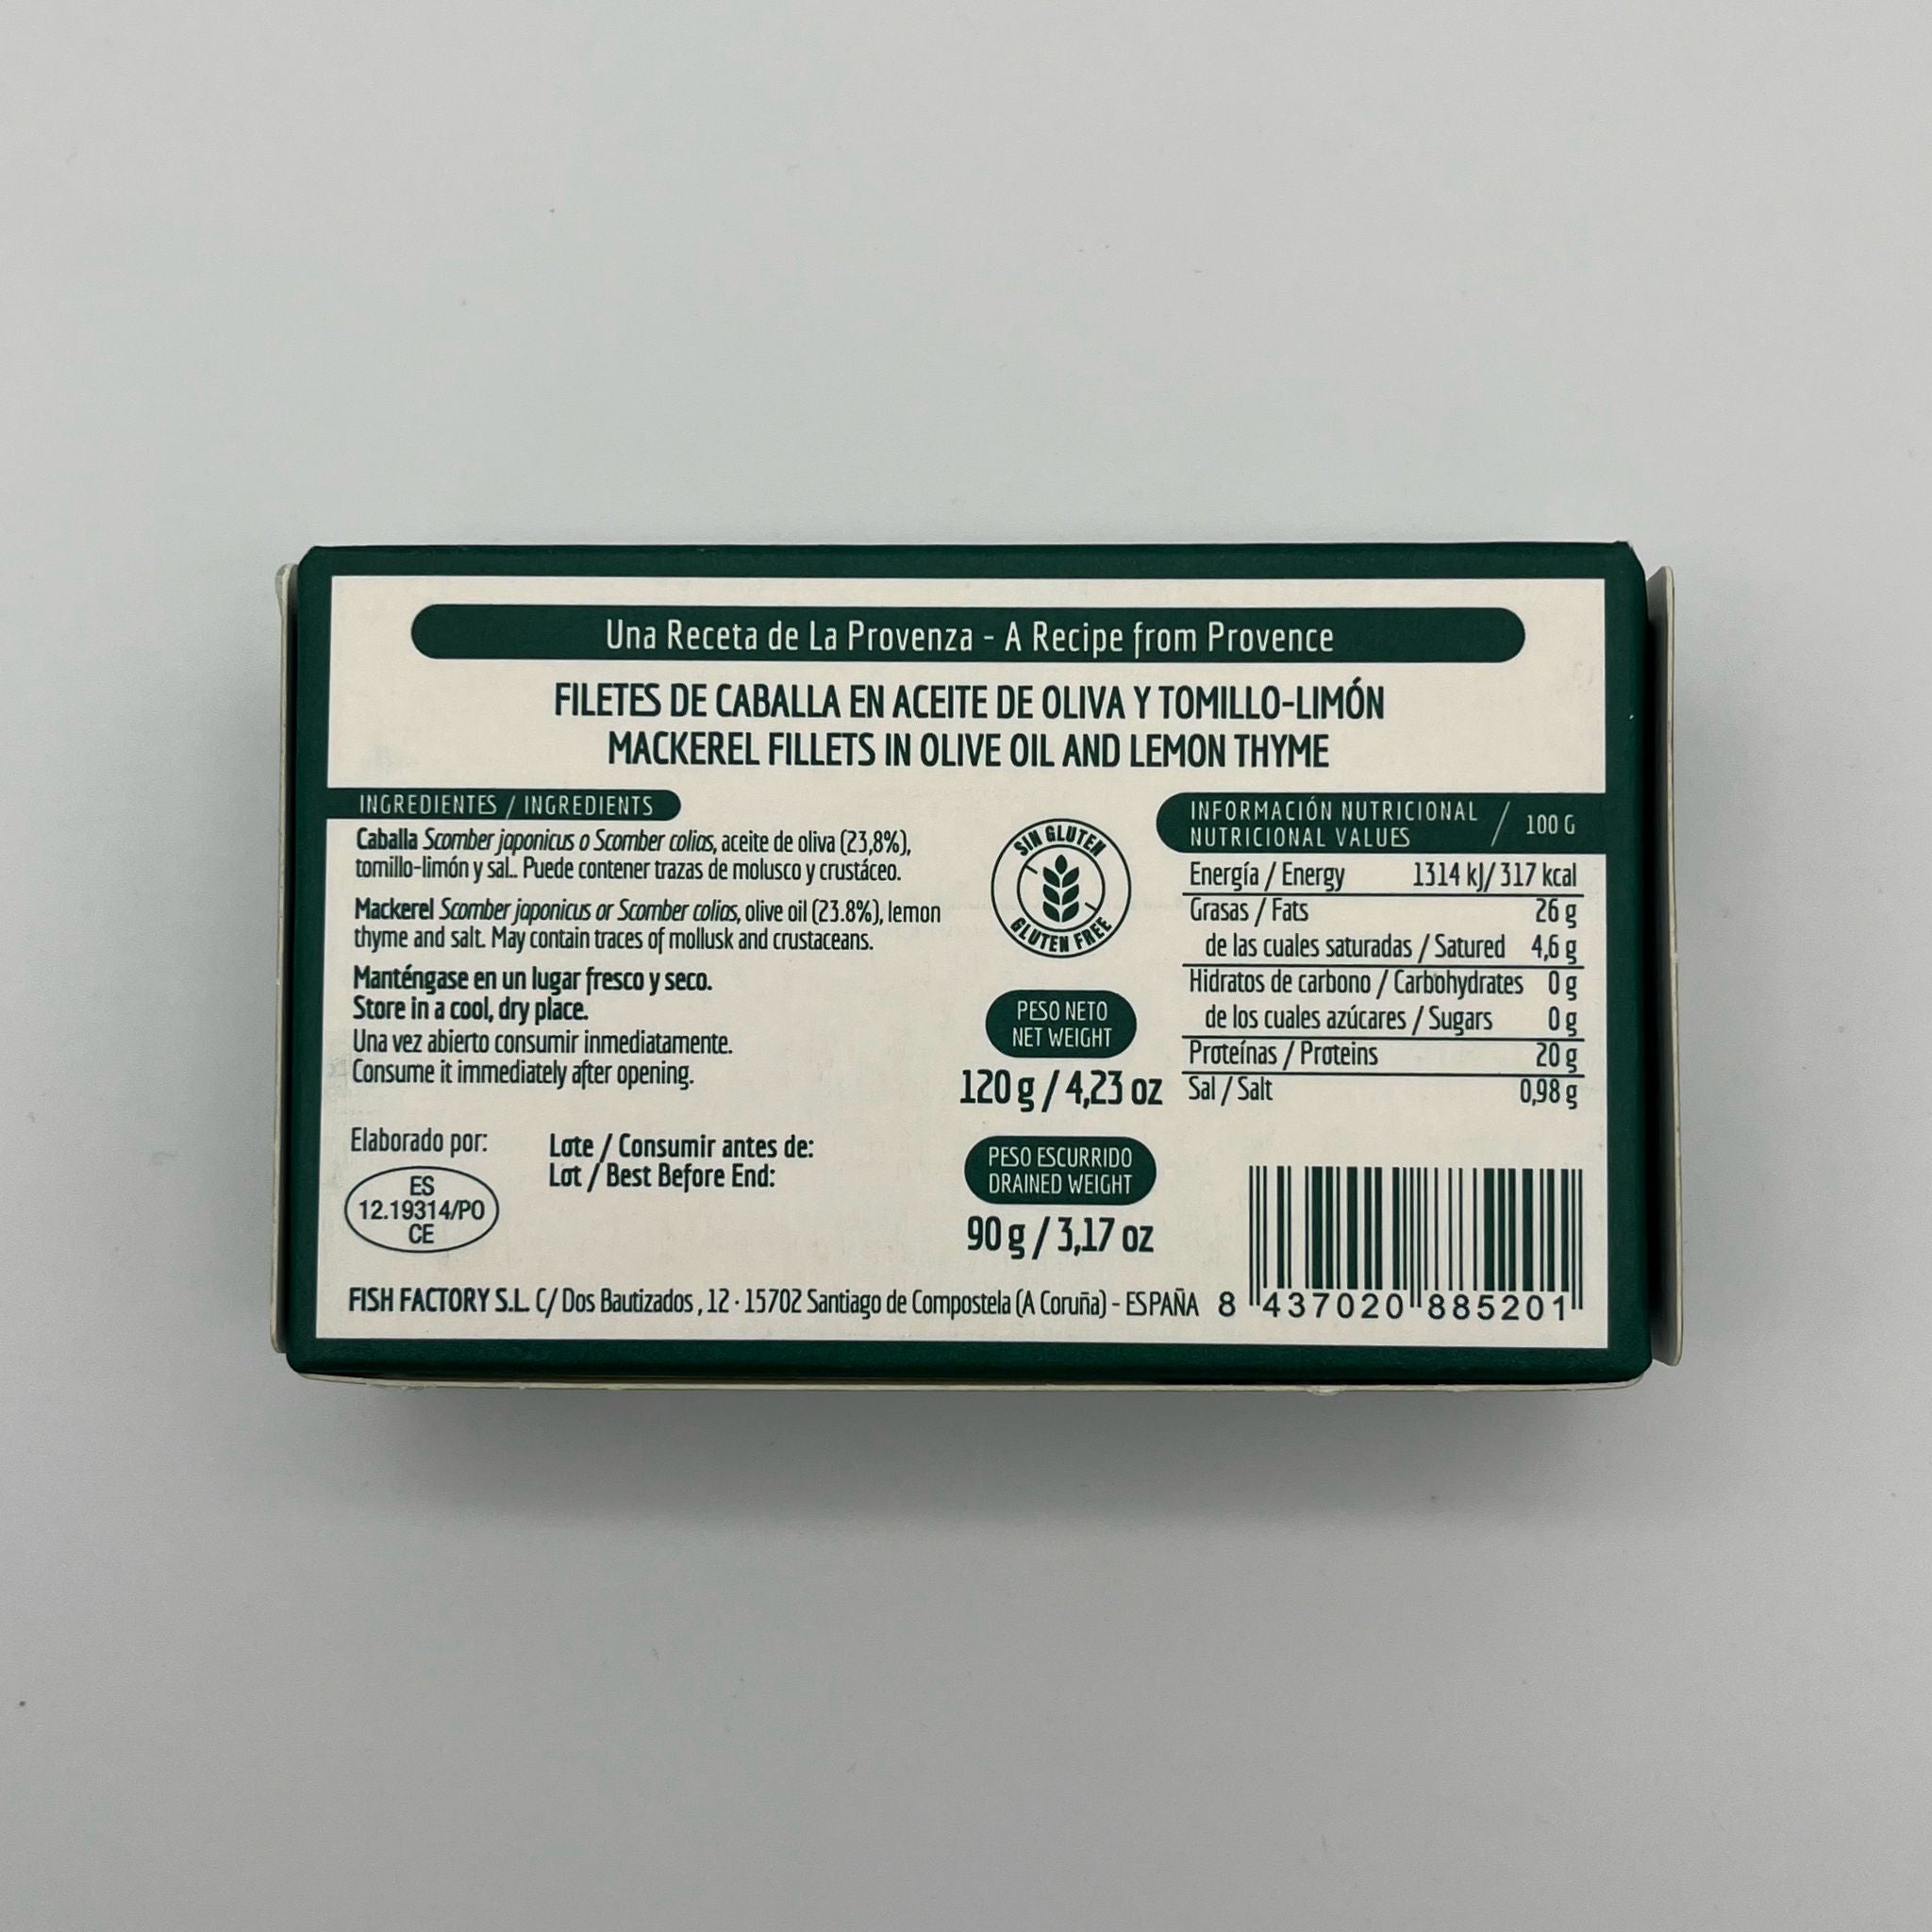 Una Receta de La Provenza - A Recipe from Provence
FILETES DE CABALLA EN ACEITE DE OLIVA Y TOMILLO-LIMÓN
MACKEREL FILLETS IN OLIVE OIL AND LEMON THYME
INGREDIENTES / INGREDIENTS
Caballa Scomber japonicus o Scomber colias, aceite de oliva (23,8%),
tomillo-limón y sal.. Puede contener trazas de molusco y crustáceo.
Mackerel Scomber japonicus or Scomber colias, olive oil (23.8%), lemon
thyme and salt. May contain traces of mollusk and crustaceans.
Manténgase en un lugar fresco y seco.
Store in a cool, dry place.
Una vez abierto consumir inmediatamente.
Consume it immediately after opening.
Elaborado por:
ES
12.19314/PO
CE
Lote / Consumir antes de:
Lot / Best Before End:
SIN GLUTEN
GLUTEN FREE
PESO NETO
NET WEIGHT
120 g / 4,23 oz
PESO ESCURRIDO
DRAINED WEIGHT
90 g / 3,17 oz
INFORMACIÓN NUTRICIONAL / 100 G
NUTRICIONAL VALUES
Energía / Energy 1314 kJ/ 317 kcal
Grasas / Fats 26 g
de las cuales saturadas / Satured 4,6 g
Hidratos de carbono / Carbohydrates 0 g
de los cuales azúcares / Sugars 0 g
Proteínas / Proteins 20 g
Sal / Salt 0,98 g
FISH FACTORY S.L. C/ Dos Bautizados , 12 · 15702 Santiago de Compostela (A Coruña) - ESPAÑA
8 437020 885201